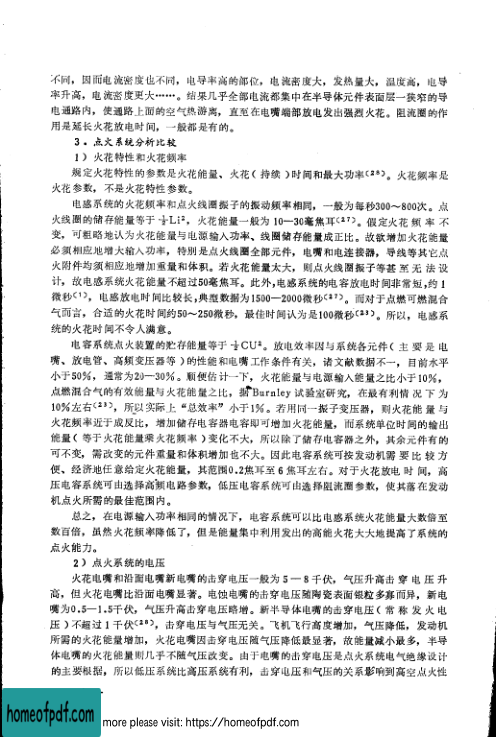 不同，因而电流密度也不同，电导率高的部位，电流密度大，发热量大，温度高，电导
率升高，电流密度更大……。结果几乎全部电流都集中在半导体元件表面层一狭窄的导
电通路内，使通路上面的空气热游离，直至在电嘴端部放电发出强烈火花。阻流圈的作
用是延长火花放电时间，一般都是有的。
3．点火系统分析比较
1）火花特性和火花频率
规定火花特性的参数是火花能量、火花（持续）时间和最大功率⁽²⁶⁾。火花频率是
火花参数，不是火花特性参数。
电感系统的火花频率和点火线圈振子的振动频率相同，一般为每秒300～800次。点
火线圈的储存能量等于½Li²，火花能量一般为10—30毫焦耳⁽²⁷⁾。假定火花频率不
变，可粗略地认为火花能量与电源输入功率、线圈储存能量成正比。故欲增加火花能量
必须相应地增大输入功率，特别是点火线圈全部元件，电嘴和电连接器，导线等其它点
火附件均须相应地增加重量和体积。若火花能量太大，则点火线圈振子等甚至无法设
计，故电感系统火花能量不超过50毫焦耳。此外，电感系统的电容放电时间非常短，约1
微秒⁽¹⁾，电感放电时间比较长，典型数据为1500—2000微秒⁽²⁷⁾。而对于点燃可燃混合
气而言，合适的火花时间约50～250微秒，最佳时间认为是100微秒⁽²³⁾。所以，电感系
统的火花时间不令人满意。
电容系统点火装置的贮存能量等于½CU²。放电效率因与系统各元件（主要是电
嘴、放电管、高频变压器等）的性能和电嘴工作条件有关，诸文献数据不一，目前水平
小于50%，通常为20—30%。顺便估计一下，火花能量与电源输入能量之比小于10%，
点燃混合气的有效能量与火花能量之比，据Burnley试验室研究，在最有利情况下为
10%左右⁽²³⁾，所以实际上“总效率”小于1%。若用同一振子变压器，则火花能量与
火花频率近于成反比，增加储存电容器电容即可增加火花能量，而系统单位时间的输出
能量（等于火花能量乘火花频率）变化不大，所以除了储存电容器之外，其余元件有的
可不变，需改变的元件重量和体积增加也不大。因此电容系统可按发动机需要比较方
便、经济地任意给定火花能量，其范围0.2焦耳至6焦耳左右。对于火花放电时间，高
压电容系统可由选择高频电路参数，低压电容系统可由选择阻流圈参数，使其落在发动
机点火所需的最佳范围内。
总之，在电源输入功率相同的情况下，电容系统可以比电感系统火花能量大数倍至
数百倍，虽然火花频率降低了，但是能量集中利用发出的高能火花大大地提高了系统的
点火能力。
2）点火系统的电压
火花电嘴和沿面电嘴新电嘴的击穿电压一般为5—8千伏，气压升高击穿电压升
高，但火花电嘴比沿面电嘴显著。电蚀电嘴的击穿电压随陶瓷表面银粒多寡而异，新电
嘴为0.5—1.5千伏，气压升高击穿电压略增。新半导体电嘴的击穿电压（常称发火电
压）不超过1千伏⁽²⁸⁾，击穿电压与气压无关。飞机飞行高度增加，气压降低，发动机
所需的火花能量增加，火花电嘴因击穿电压随气压降低最显著，故能量减小最多，半导
体电嘴的火花能量则几乎不随气压改变。由于电嘴的击穿电压是点火系统电气绝缘设计
的主要根据，所以低压系统比高压系统有利，击穿电压和气压的关系影响到高空点火性
homeofpdf.com
more please visit: https://homeofpdf.com